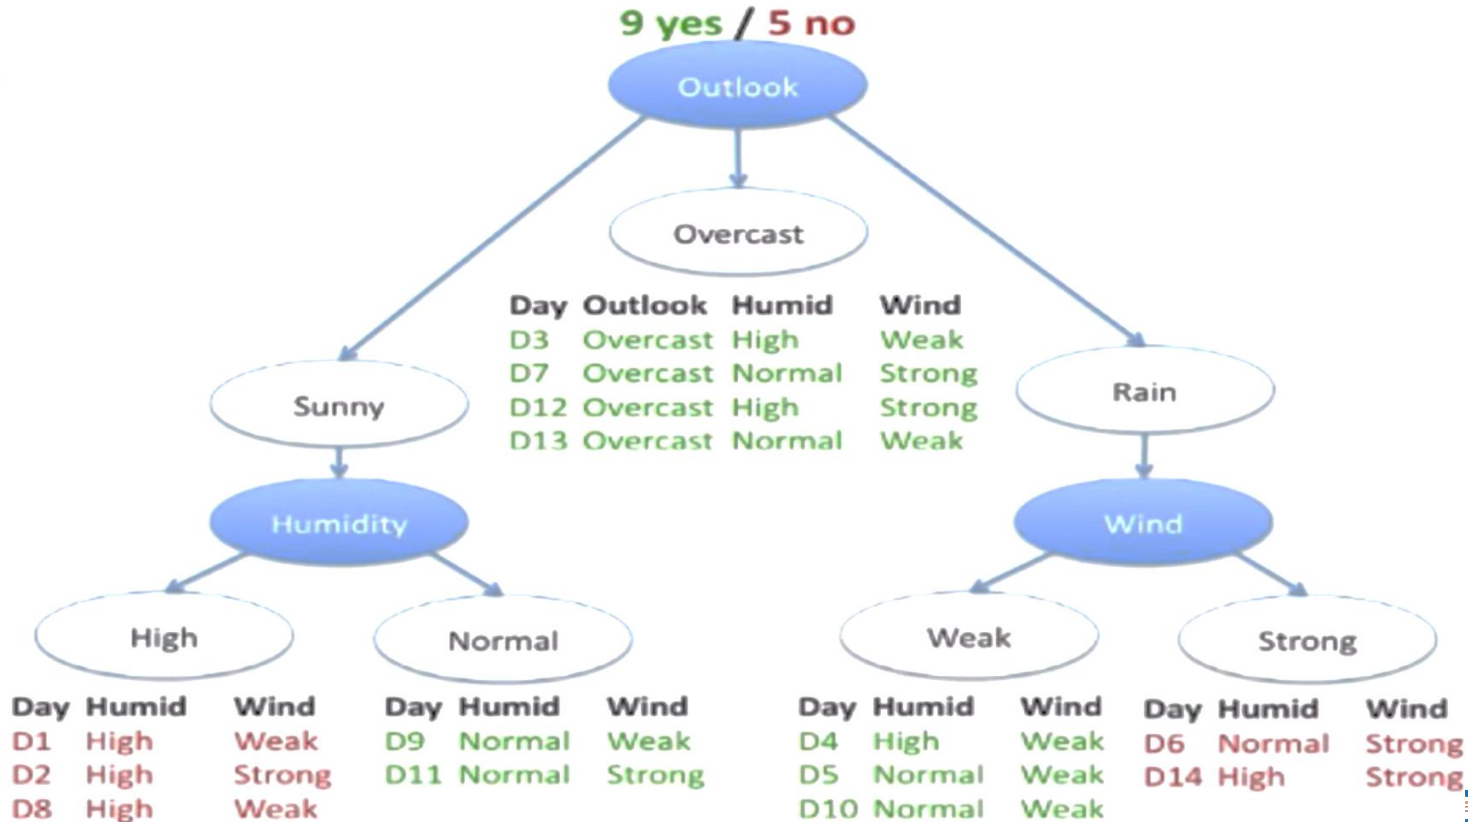 9 yes / 5 no
Outlook
Overcast
Day Outlook Humid Wind
D3 Overcast High Weak
D7 Overcast Normal Strong
D12 Overcast High Strong
D13 Overcast Normal Weak
Sunny
Rain
Humidity
Wind
High
Normal
Weak
Strong
Day Humid Wind
D1 High Weak
D2 High Strong
D8 High Weak
Day Humid Wind
D9 Normal Weak
D11 Normal Strong
Day Humid Wind
D4 High Weak
D5 Normal Weak
D10 Normal Weak
Day Humid Wind
D6 Normal Strong
D14 High Strong